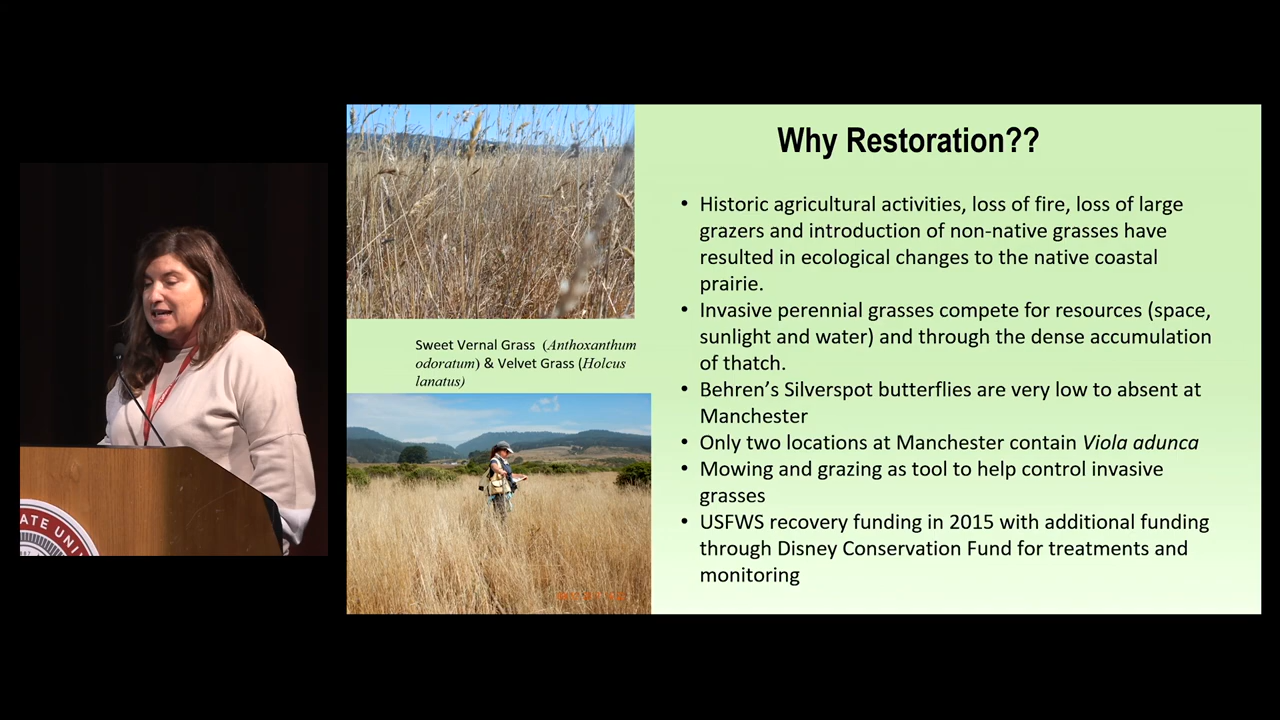 Why Restoration??
• Historic agricultural activities, loss of fire, loss of large
grazers and introduction of non-native grasses have
resulted in ecological changes to the native coastal
prairie.
• Invasive perennial grasses compete for resources (space,
sunlight and water) and through the dense accumulation
of thatch.
• Behren’s Silverspot butterflies are very low to absent at
Manchester
• Only two locations at Manchester contain Viola adunca
• Mowing and grazing as tool to help control invasive
grasses
• USFWS recovery funding in 2015 with additional funding
through Disney Conservation Fund for treatments and
monitoring
Sweet Vernal Grass (Anthoxanthum
odoratum) & Velvet Grass (Holcus
lanatus)
ATE UNI